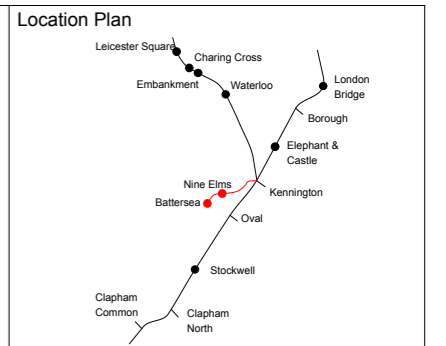 Location Plan
Leicester Square
Charing Cross
Embankment
Waterloo
London
Bridge
Borough
Elephant &
Castle
Nine Elms
Kennington
Battersea
Oval
Stockwell
Clapham
Common
Clapham
North